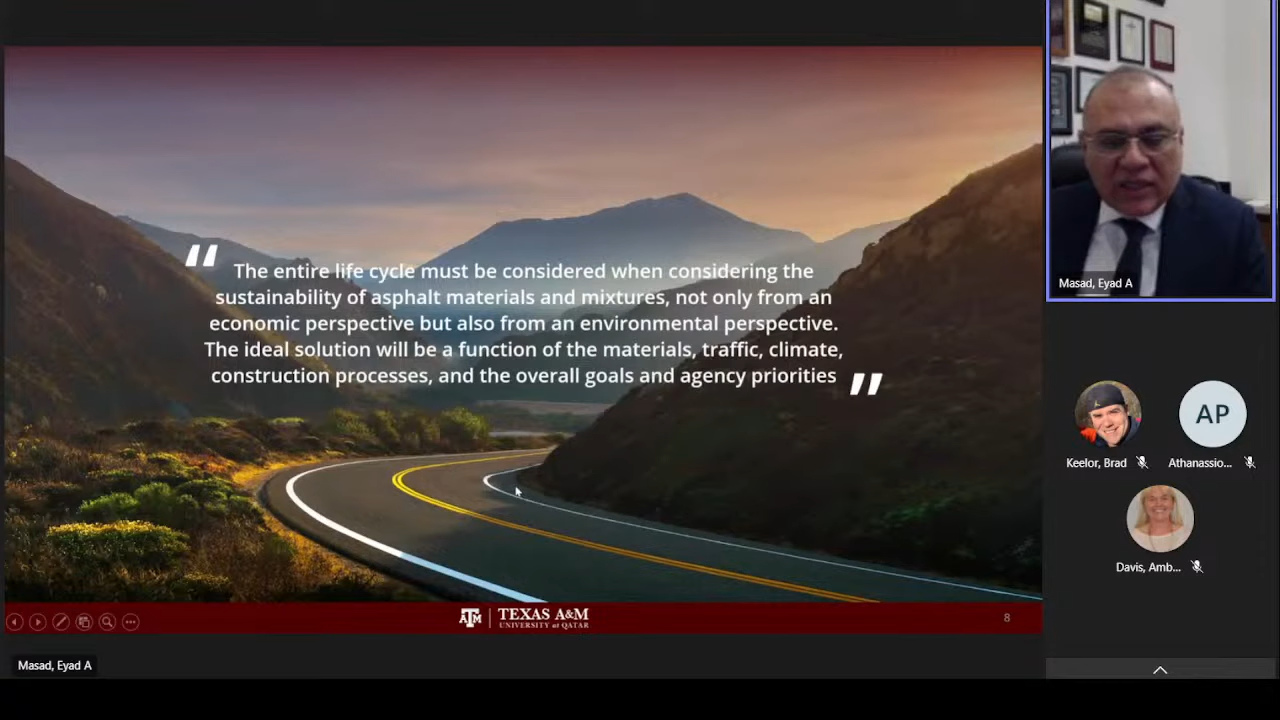 “ The entire life cycle must be considered when considering the
sustainability of asphalt materials and mixtures, not only from an
economic perspective but also from an environmental perspective.
The ideal solution will be a function of the materials, traffic, climate,
construction processes, and the overall goals and agency priorities ”
ATM
TEXAS A&M
UNIVERSITY at QATAR
8
Masad, Eyad A
Masad, Eyad A
AP
Keelor, Brad
Athanassio...
Davis, Amb...